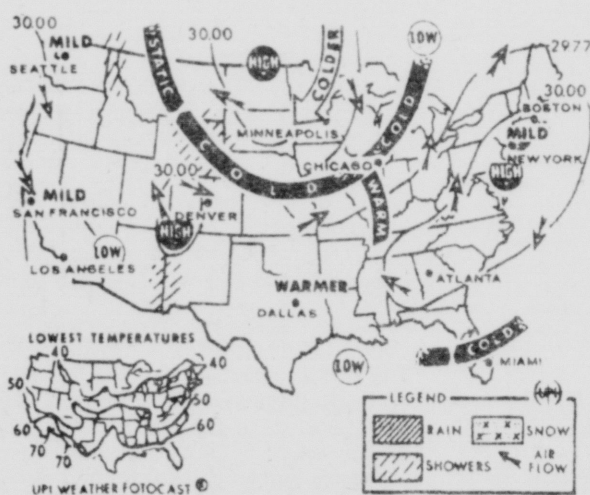 30.00
MILD
SEATTLE
STATIC
30.00
HIGH
COLDER
LOW
29.77
30.00
BOSTON
MILD
NEW YORK
HIGH
MINNEAPOLIS
COLD
CHICAGO
COLD
WARM
30.00
DENVER
HIGH
MILD
SAN FRANCISCO
LOW
LOS ANGELES
WARMER
DALLAS
ATLANTA
LOW
COLD
MIAMI
LOWEST TEMPERATURES
40
40
50
50
60
60
70
70
UPI WEATHER FOTOCAST ®
LEGEND
UPI
RAIN
SNOW
SHOWERS
AIR
FLOW